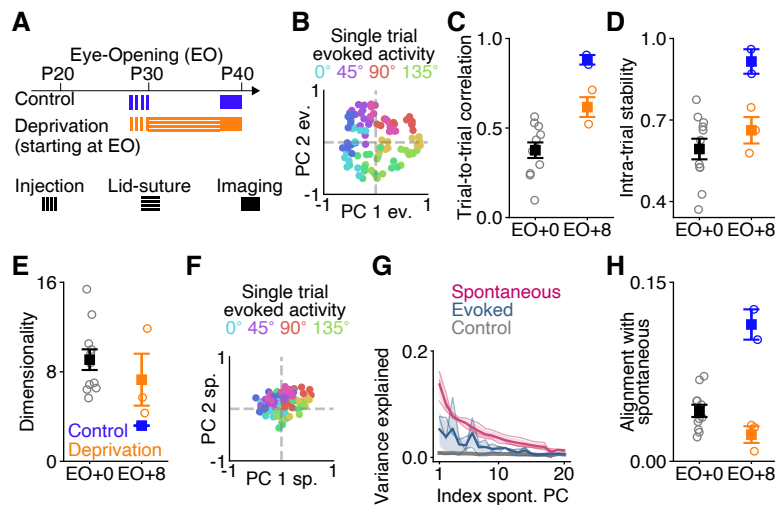 A
Eye-Opening (EO)
P20 P30 P40
Control
Deprivation
(starting at EO)
Injection Lid-suture Imaging
B
Single trial
evoked activity
0° 45° 90° 135°
1
PC 2 ev.
-1
-1 PC 1 ev. 1
C
Trial-to-trial correlation
1.0
0.5
0.0
EO+0 EO+8
D
Intra-trial stability
1.0
0.7
0.4
EO+0 EO+8
E
Dimensionality
16
8
0
Control
Deprivation
EO+0 EO+8
F
Single trial
evoked activity
0° 45° 90° 135°
1
PC 2 sp.
-1
-1 PC 1 sp. 1
G
Spontaneous
Evoked
Control
Variance explained
0.2
0.0
1 20
Index spont. PC
H
Alignment with
spontaneous
0.15
0.00
EO+0 EO+8